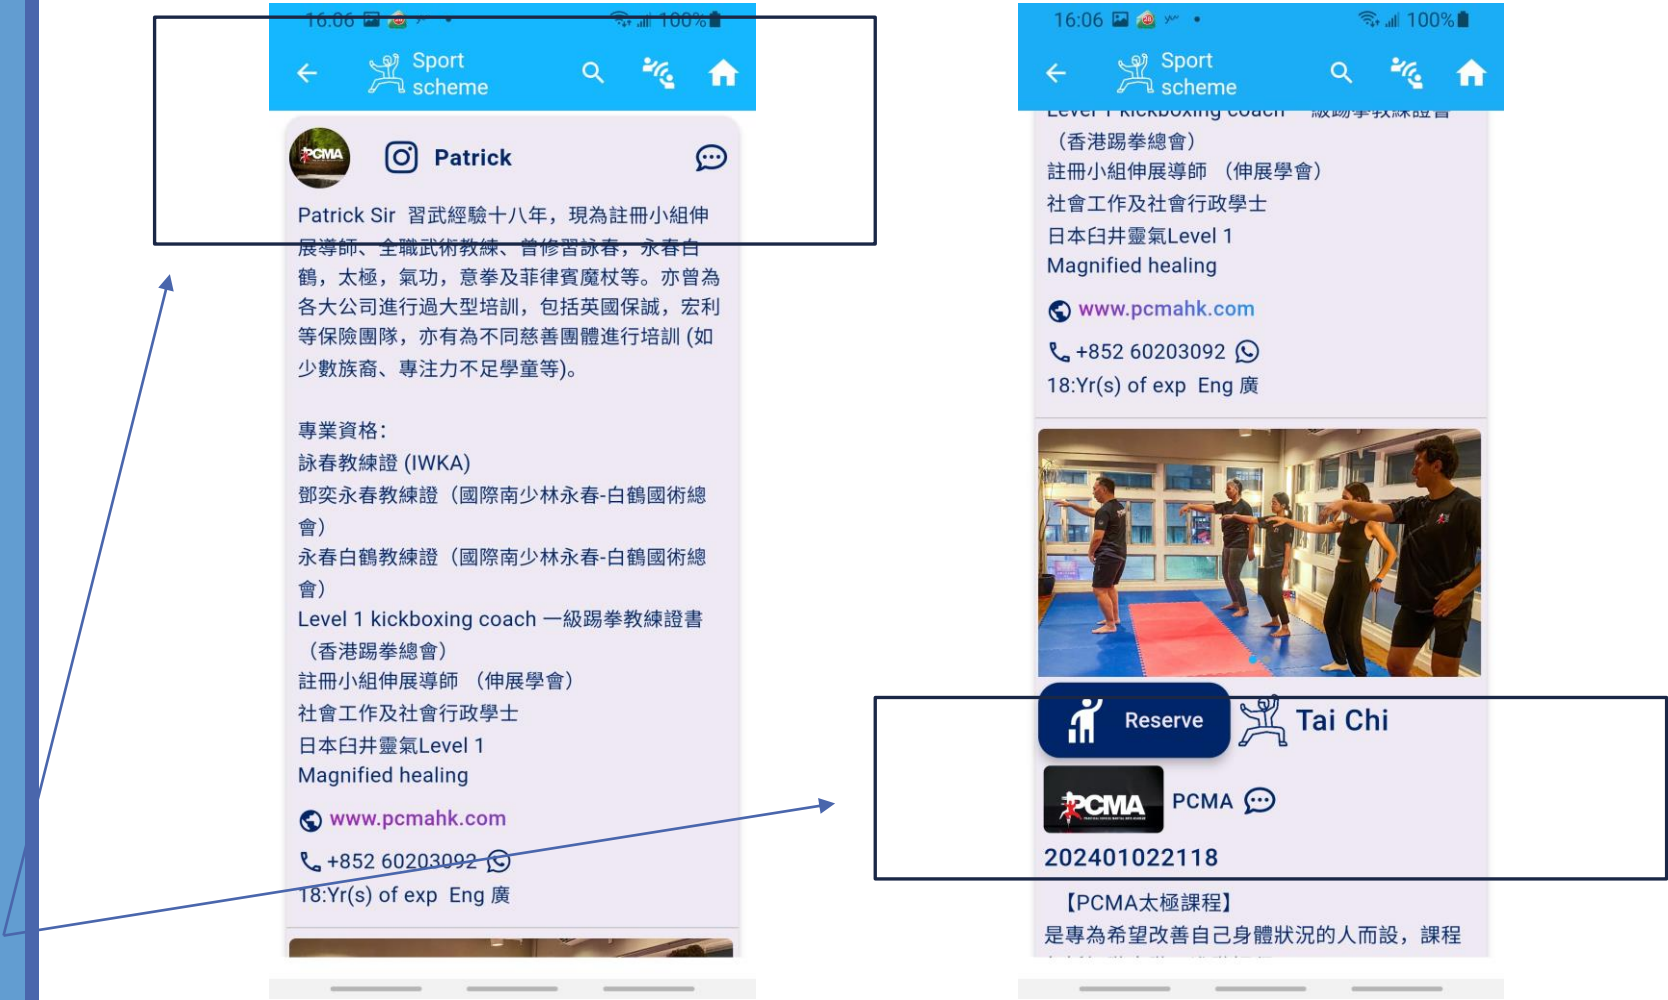 16:06 100%
Sport
scheme
PCMA
Patrick
Patrick Sir 習武經驗十八年，現為註冊小組伸
展導師、全職武術教練、曾修習詠春，永春白
鶴，太極，氣功，意拳及菲律賓魔杖等。亦曾為
各大公司進行過大型培訓，包括英國保誠，宏利
等保險團隊，亦有為不同慈善團體進行培訓 (如
少數族裔、專注力不足學童等)。
專業資格：
詠春教練證 (IWKA)
鄧奕永春教練證（國際南少林永春-白鶴國術總
會）
永春白鶴教練證（國際南少林永春-白鶴國術總
會）
Level 1 kickboxing coach 一級踢拳教練證書
（香港踢拳總會）
註冊小組伸展導師 （伸展學會）
社會工作及社會行政學士
日本臼井靈氣Level 1
Magnified healing
www.pcmahk.com
+852 60203092
18:Yr(s) of exp Eng 廣
16:06 100%
Sport
scheme
Level 1 kickboxing coach 一級踢拳教練證書
（香港踢拳總會）
註冊小組伸展導師 （伸展學會）
社會工作及社會行政學士
日本臼井靈氣Level 1
Magnified healing
www.pcmahk.com
+852 60203092
18:Yr(s) of exp Eng 廣
Reserve Tai Chi
PCMA PCMA
202401022118
【PCMA太極課程】
是專為希望改善自己身體狀況的人而設，課程